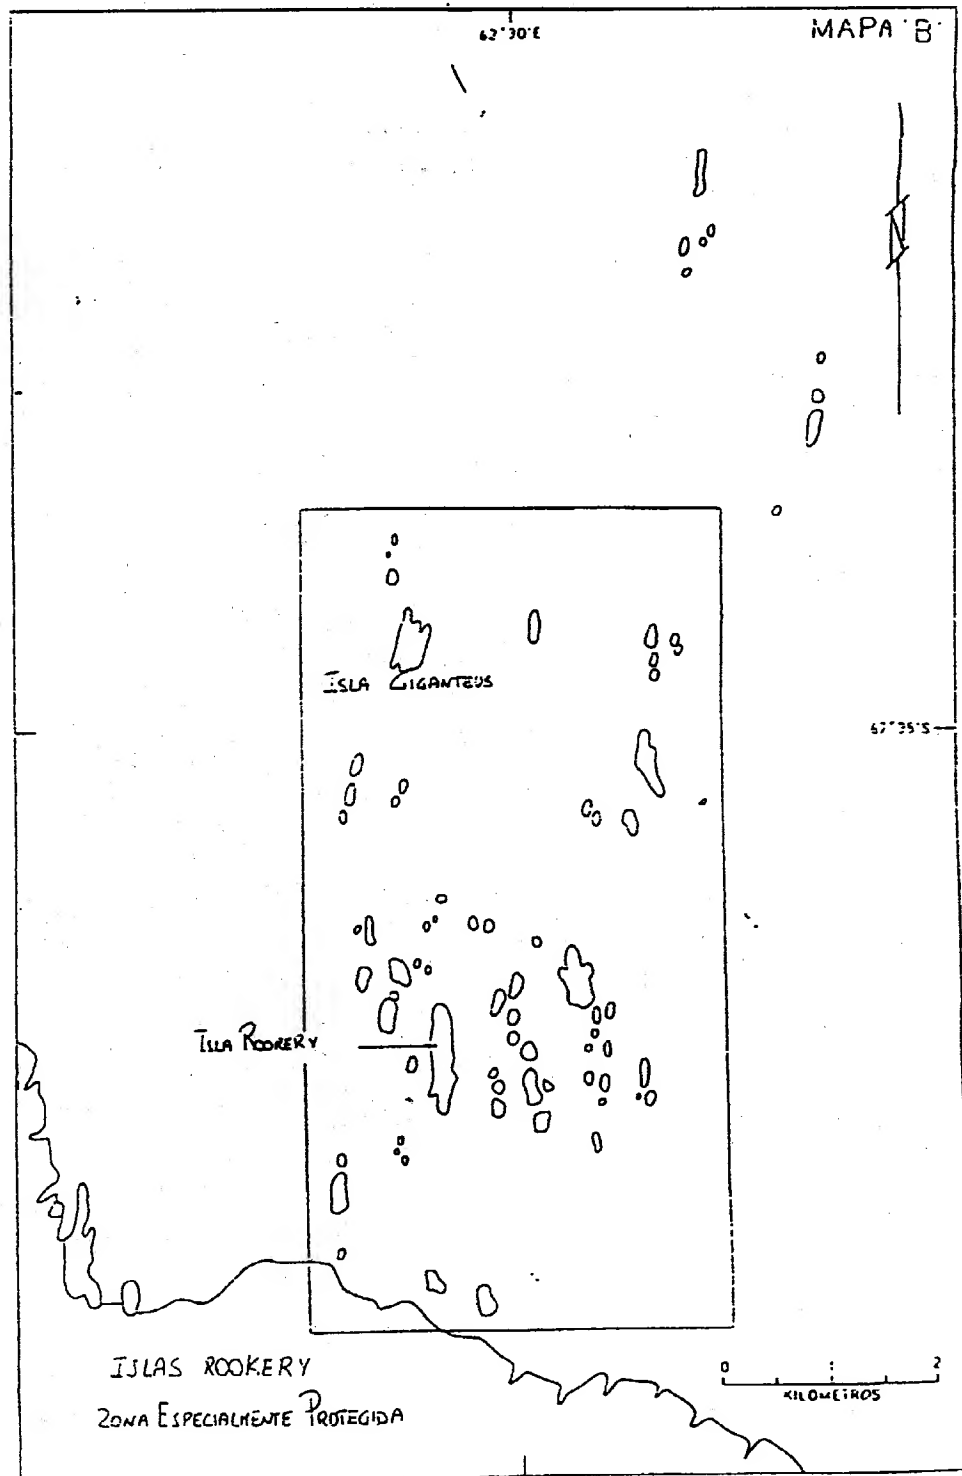 62°30'E
MAPA 'B'
ISLA GIGANTEUS
67°35'S
ISLA ROOKERY
ISLAS ROOKERY
ZONA ESPECIALMENTE PROTEGIDA
0 1 2
KILOMETROS
N